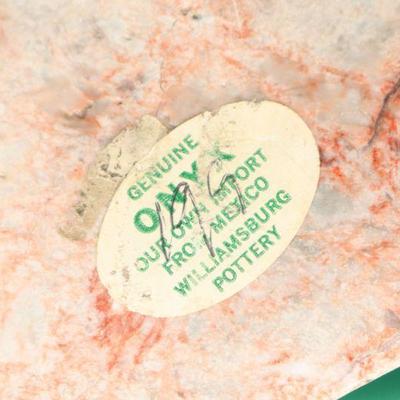 GENUINE
ONYX
OUR OWN IMPORT
FROM MEXICO
WILLIAMSBURG
POTTERY